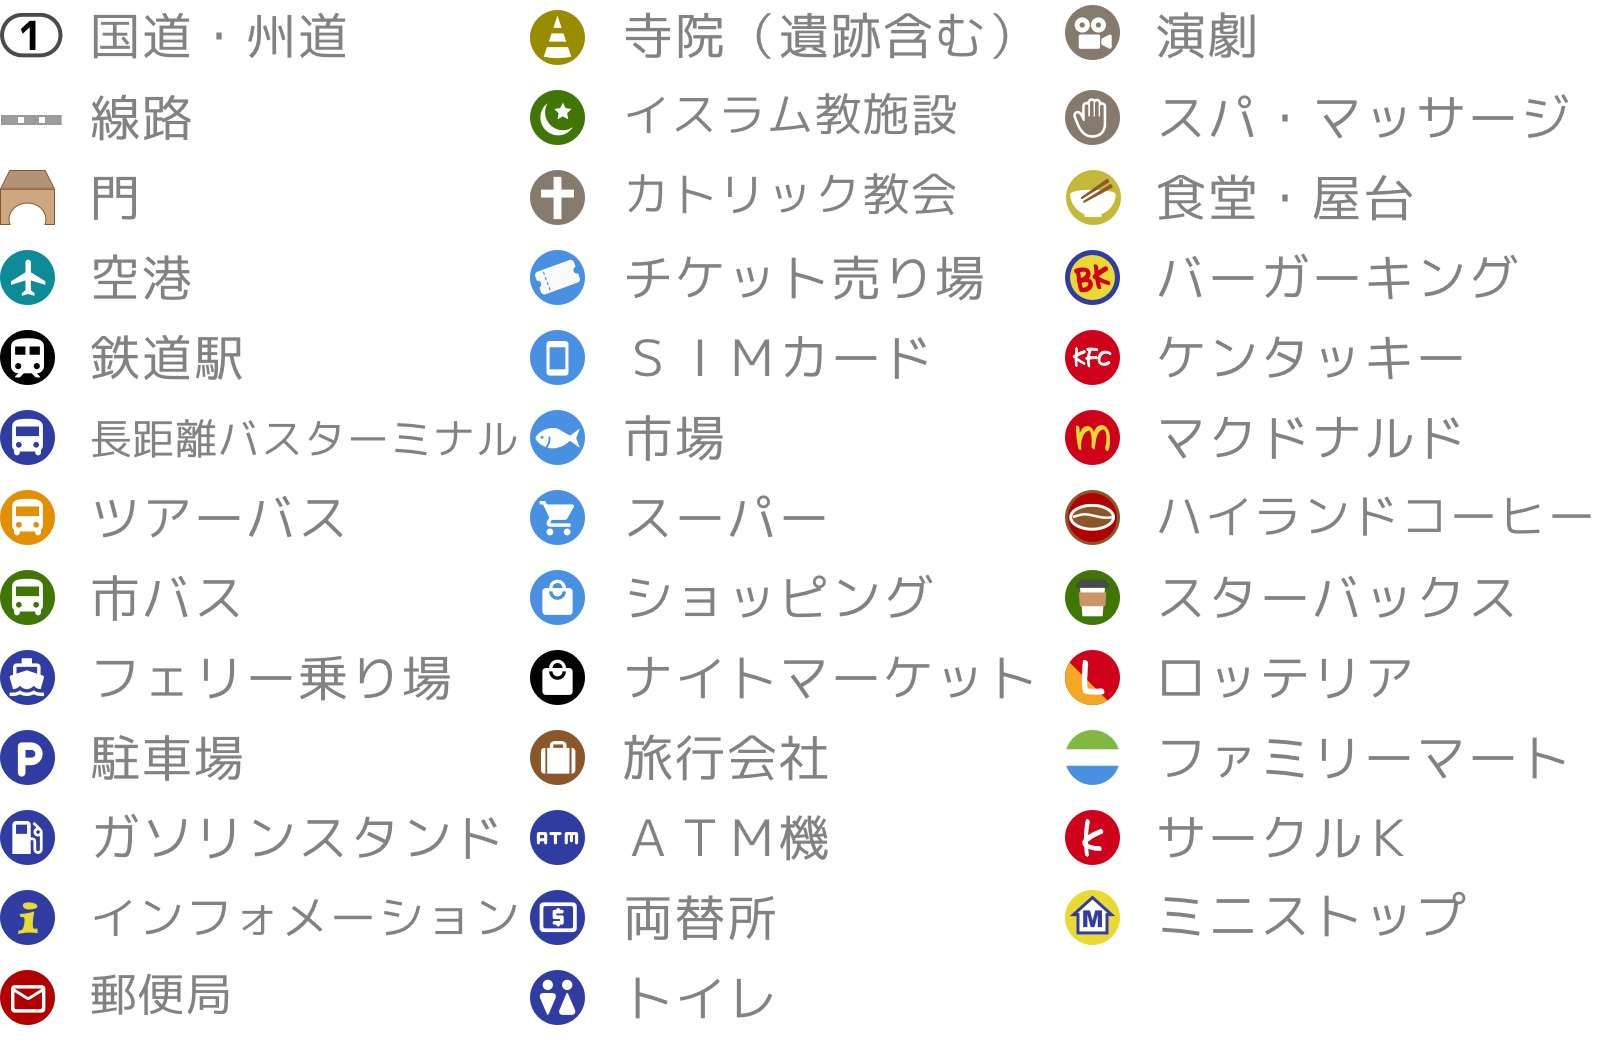 1 国道・州道
線路
門
空港
鉄道駅
長距離バスターミナル
ツアーバス
市バス
フェリー乗り場
P 駐車場
ガソリンスタンド
i インフォメーション
郵便局
寺院（遺跡含む）
イスラム教施設
カトリック教会
チケット売り場
ＳＩＭカード
市場
スーパー
ショッピング
ナイトマーケット
旅行会社
ATM ＡＴＭ機
$ 両替所
トイレ
演劇
スパ・マッサージ
食堂・屋台
BK バーガーキング
KFC ケンタッキー
m マクドナルド
ハイランドコーヒー
スターバックス
L ロッテリア
ファミリーマート
k サークルＫ
M ミニストップ